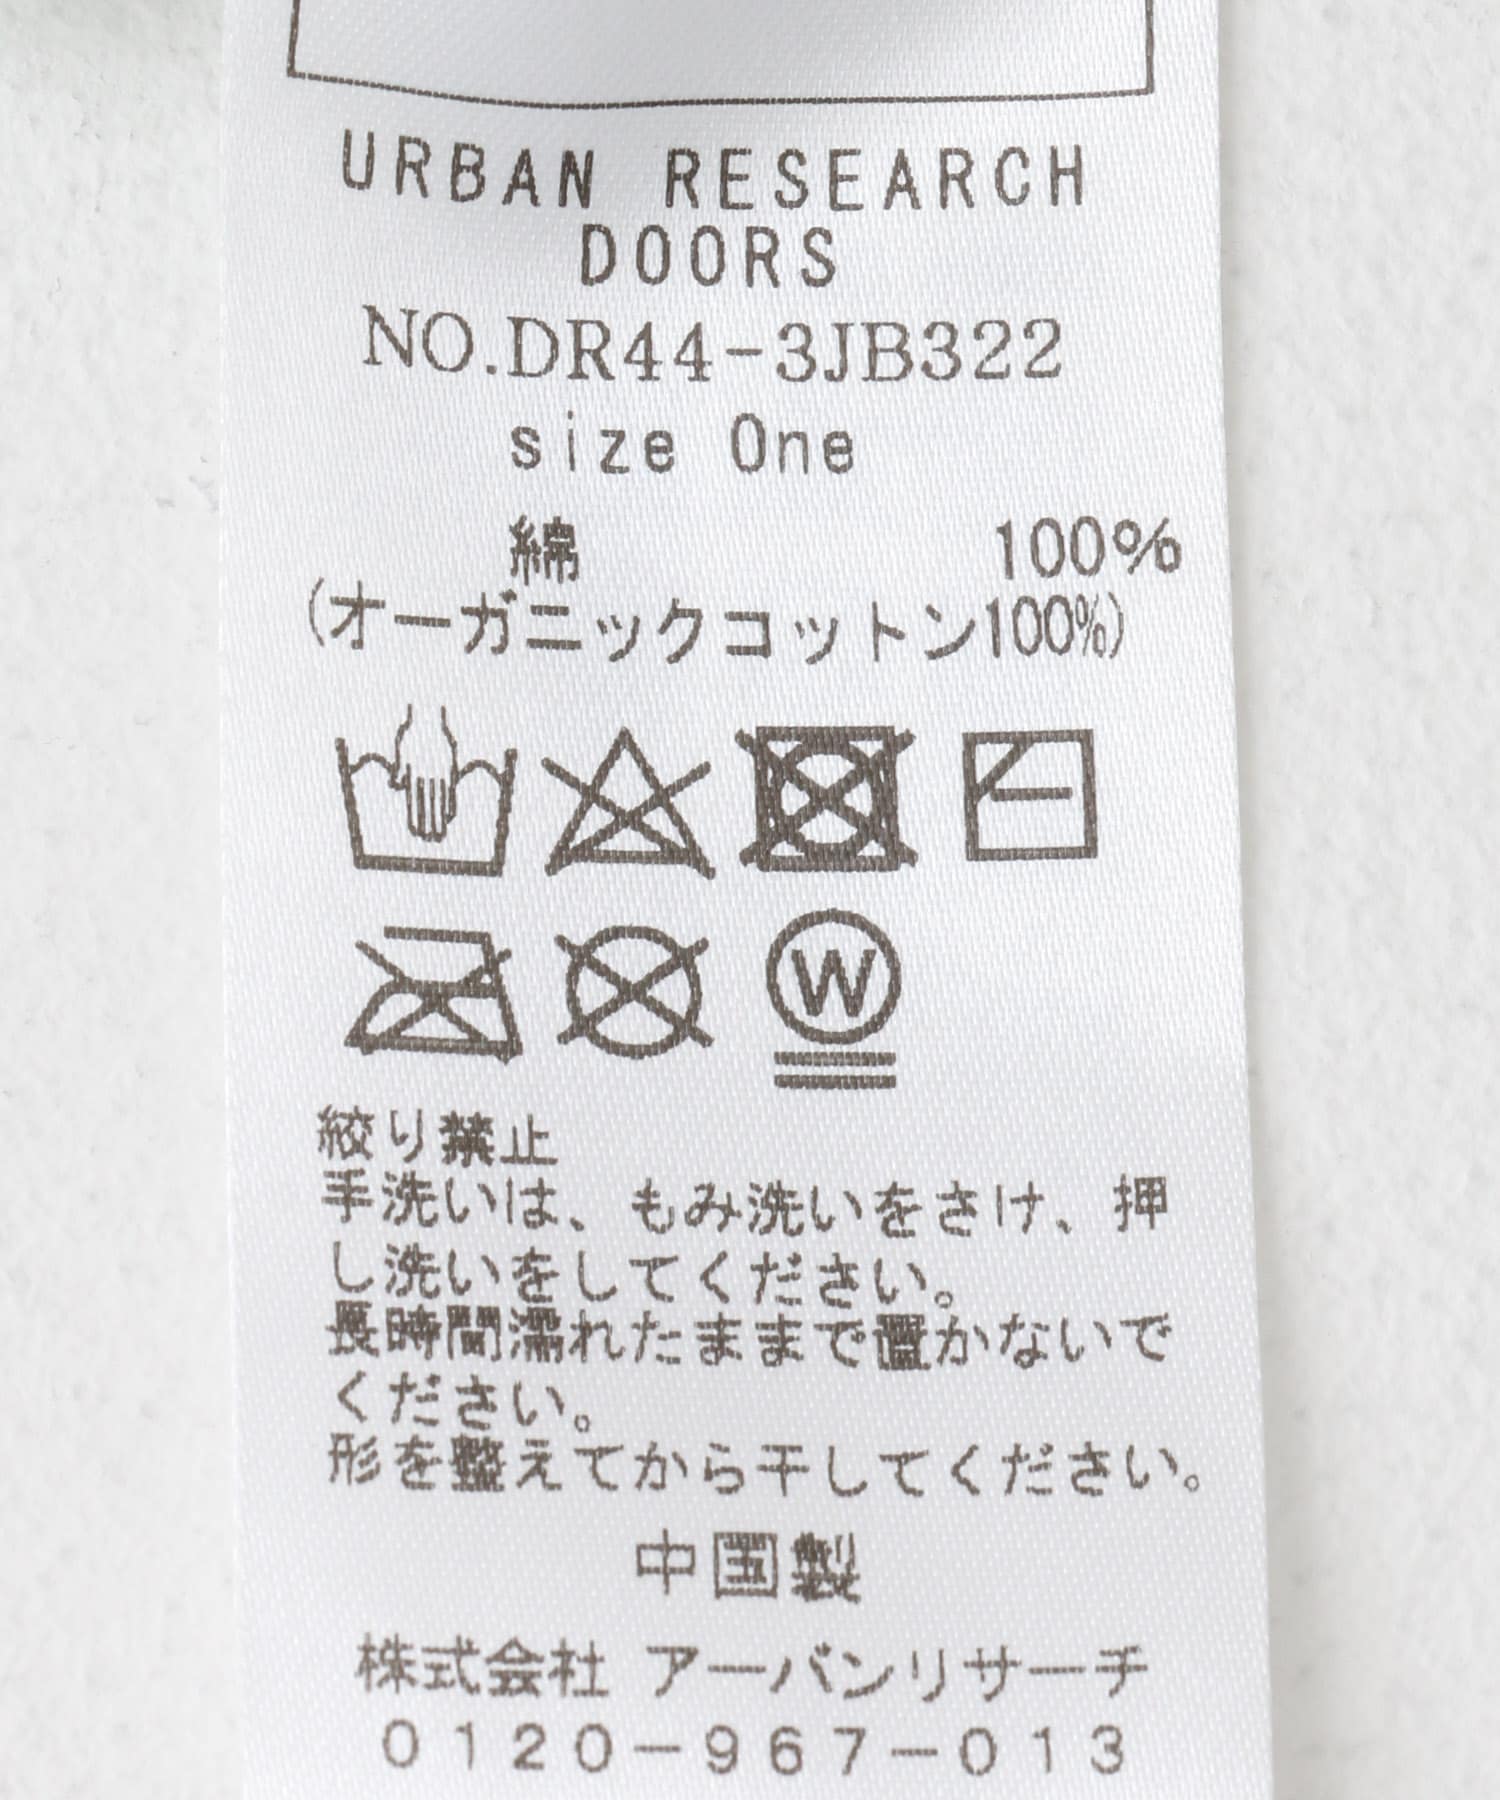 URBAN RESEARCH
DOORS
NO.DR44-3JB322
size One
綿 100%
(オーガニックコットン100%)
W
絞り禁止
手洗いは、もみ洗いをさけ、押
し洗いをしてください。
長時間濡れたままで置かないで
ください。
形を整えてから干してください。
中国製
株式会社 アーバンリサーチ
0120-967-013